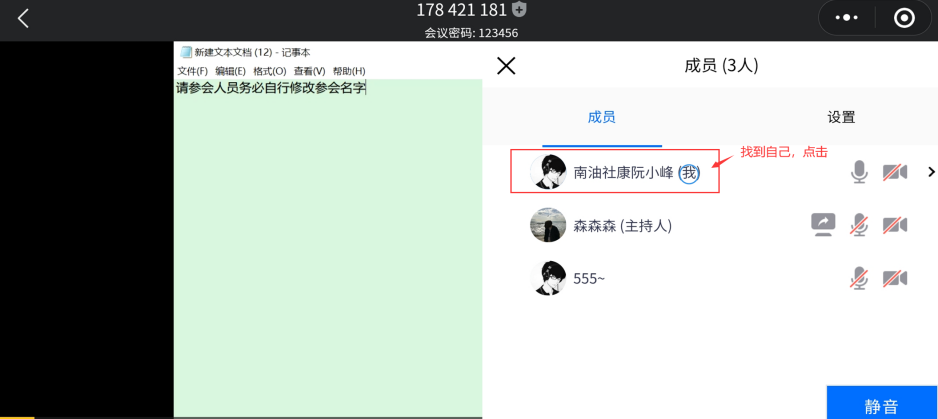 178 421 181
会议密码: 123456
新建文本文档 (12) - 记事本
文件(F) 编辑(E) 格式(O) 查看(V) 帮助(H)
请参会人员务必自行修改参会名字
成员 (3人)
成员 设置
找到自己，点击
南油社康阮小峰 (我)
森森森 (主持人)
555~
静音